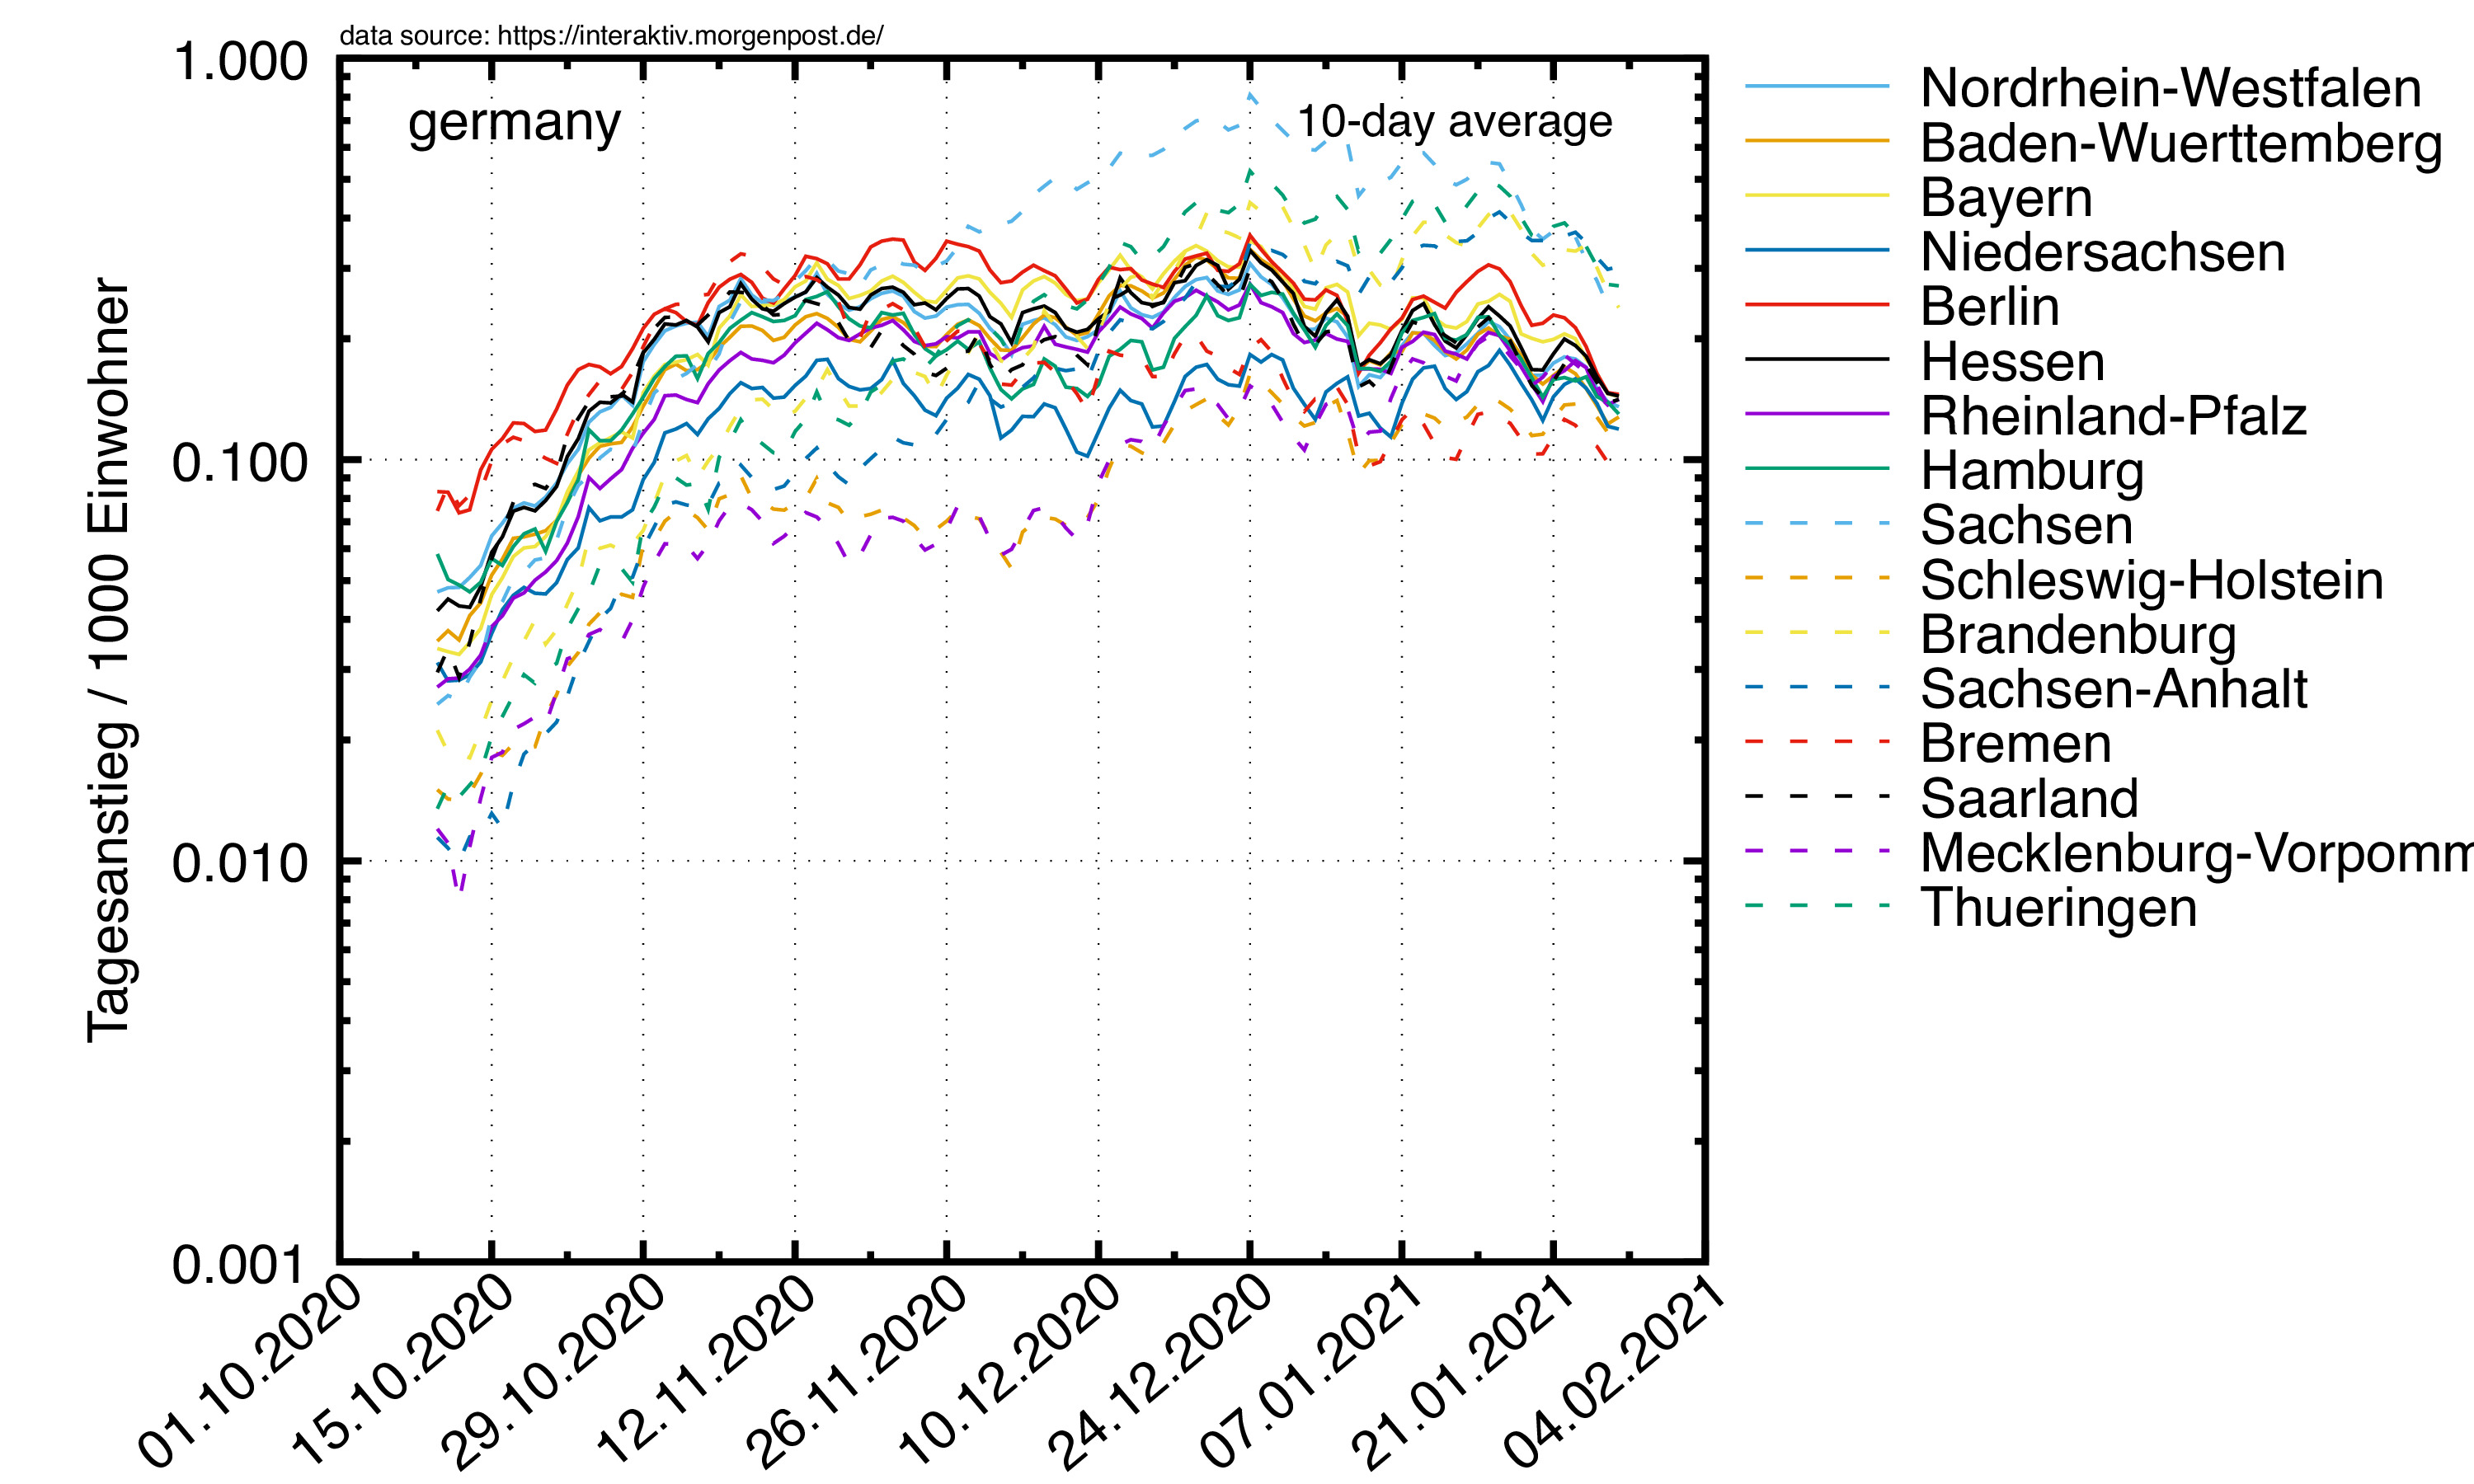 data source: https://interaktiv.morgenpost.de/
germany
10-day average
Tagesanstieg / 1000 Einwohner
1.000
0.100
0.010
0.001
01.10.2020
15.10.2020
29.10.2020
12.11.2020
26.11.2020
10.12.2020
24.12.2020
07.01.2021
21.01.2021
04.02.2021
Nordrhein-Westfalen
Baden-Wuerttemberg
Bayern
Niedersachsen
Berlin
Hessen
Rheinland-Pfalz
Hamburg
Sachsen
Schleswig-Holstein
Brandenburg
Sachsen-Anhalt
Bremen
Saarland
Mecklenburg-Vorpomm
Thueringen